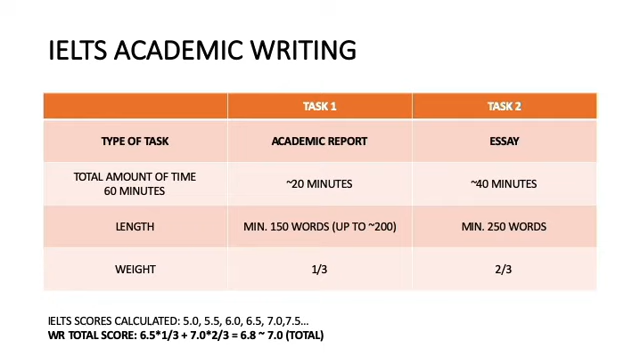 IELTS ACADEMIC WRITING
TASK 1 TASK 2
TYPE OF TASK ACADEMIC REPORT ESSAY
TOTAL AMOUNT OF TIME
60 MINUTES ~20 MINUTES ~40 MINUTES
LENGTH MIN. 150 WORDS (UP TO ~200) MIN. 250 WORDS
WEIGHT 1/3 2/3
IELTS SCORES CALCULATED: 5.0, 5.5, 6.0, 6.5, 7.0,7.5...
WR TOTAL SCORE: 6.5*1/3 + 7.0*2/3 = 6.8 ~ 7.0 (TOTAL)